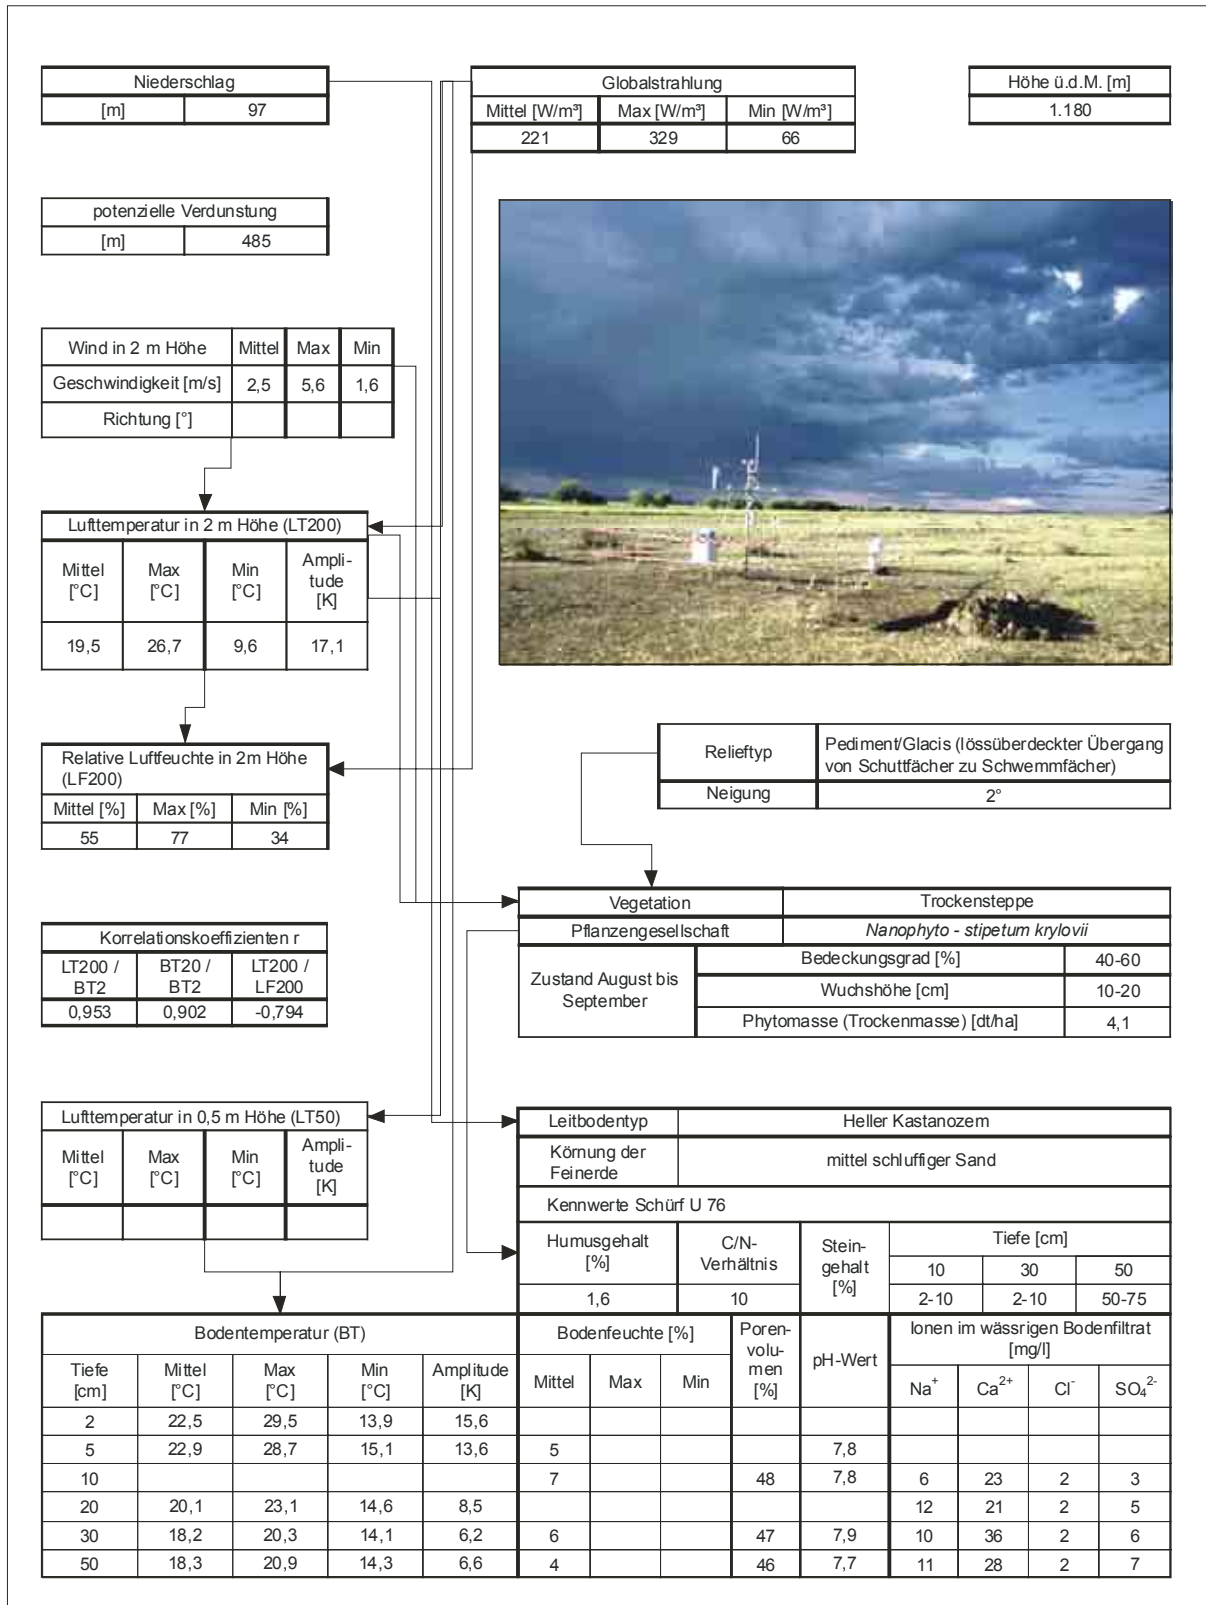 Niederschlag
[m] 97
Globalstrahlung
Mittel [W/m³] Max [W/m³] Min [W/m³]
221 329 66
Höhe ü.d.M. [m]
1.180
potenzielle Verdunstung
[m] 485
Wind in 2 m Höhe Mittel Max Min
Geschwindigkeit [m/s] 2,5 5,6 1,6
Richtung [°]
Lufttemperatur in 2 m Höhe (LT200)
Mittel [°C] Max [°C] Min [°C] Ampli-tude [K]
19,5 26,7 9,6 17,1
Relative Luftfeuchte in 2m Höhe
(LF200)
Mittel [%] Max [%] Min [%]
55 77 34
Relieftyp Pediment/Glacis (lössüberdeckter Übergang
von Schuttfächer zu Schwemmfächer)
Neigung 2°
Vegetation Trockensteppe
Pflanzengesellschaft Nanophyto - stipetum krylovii
Zustand August bis
September
Bedeckungsgrad [%] 40-60
Wuchshöhe [cm] 10-20
Phytomasse (Trockenmasse) [dt/ha] 4,1
Korrelationskoeffizienten r
LT200 / BT2 BT20 / BT2 LT200 / LF200
0,953 0,902 -0,794
Lufttemperatur in 0,5 m Höhe (LT50)
Mittel [°C] Max [°C] Min [°C] Ampli-tude [K]
Leitbodentyp Heller Kastanozem
Körnung der
Feinerde mittel schluffiger Sand
Kennwerte Schürf U 76
Humusgehalt [%] C/N-Verhältnis Stein-gehalt [%] Tiefe [cm]
10 30 50
1,6 10 2-10 2-10 50-75
Bodentemperatur (BT) Bodenfeuchte [%] Poren-volu-men [%] pH-Wert Ionen im wässrigen Bodenfiltrat [mg/l]
Tiefe [cm] Mittel [°C] Max [°C] Min [°C] Amplitude [K] Mittel Max Min Na⁺ Ca²⁺ Cl⁻ SO₄²⁻
2 22,5 29,5 13,9 15,6
5 22,9 28,7 15,1 13,6 5 7,8
10 7 48 7,8 6 23 2 3
20 20,1 23,1 14,6 8,5 12 21 2 5
30 18,2 20,3 14,1 6,2 6 47 7,9 10 36 2 6
50 18,3 20,9 14,3 6,6 4 46 7,7 11 28 2 7